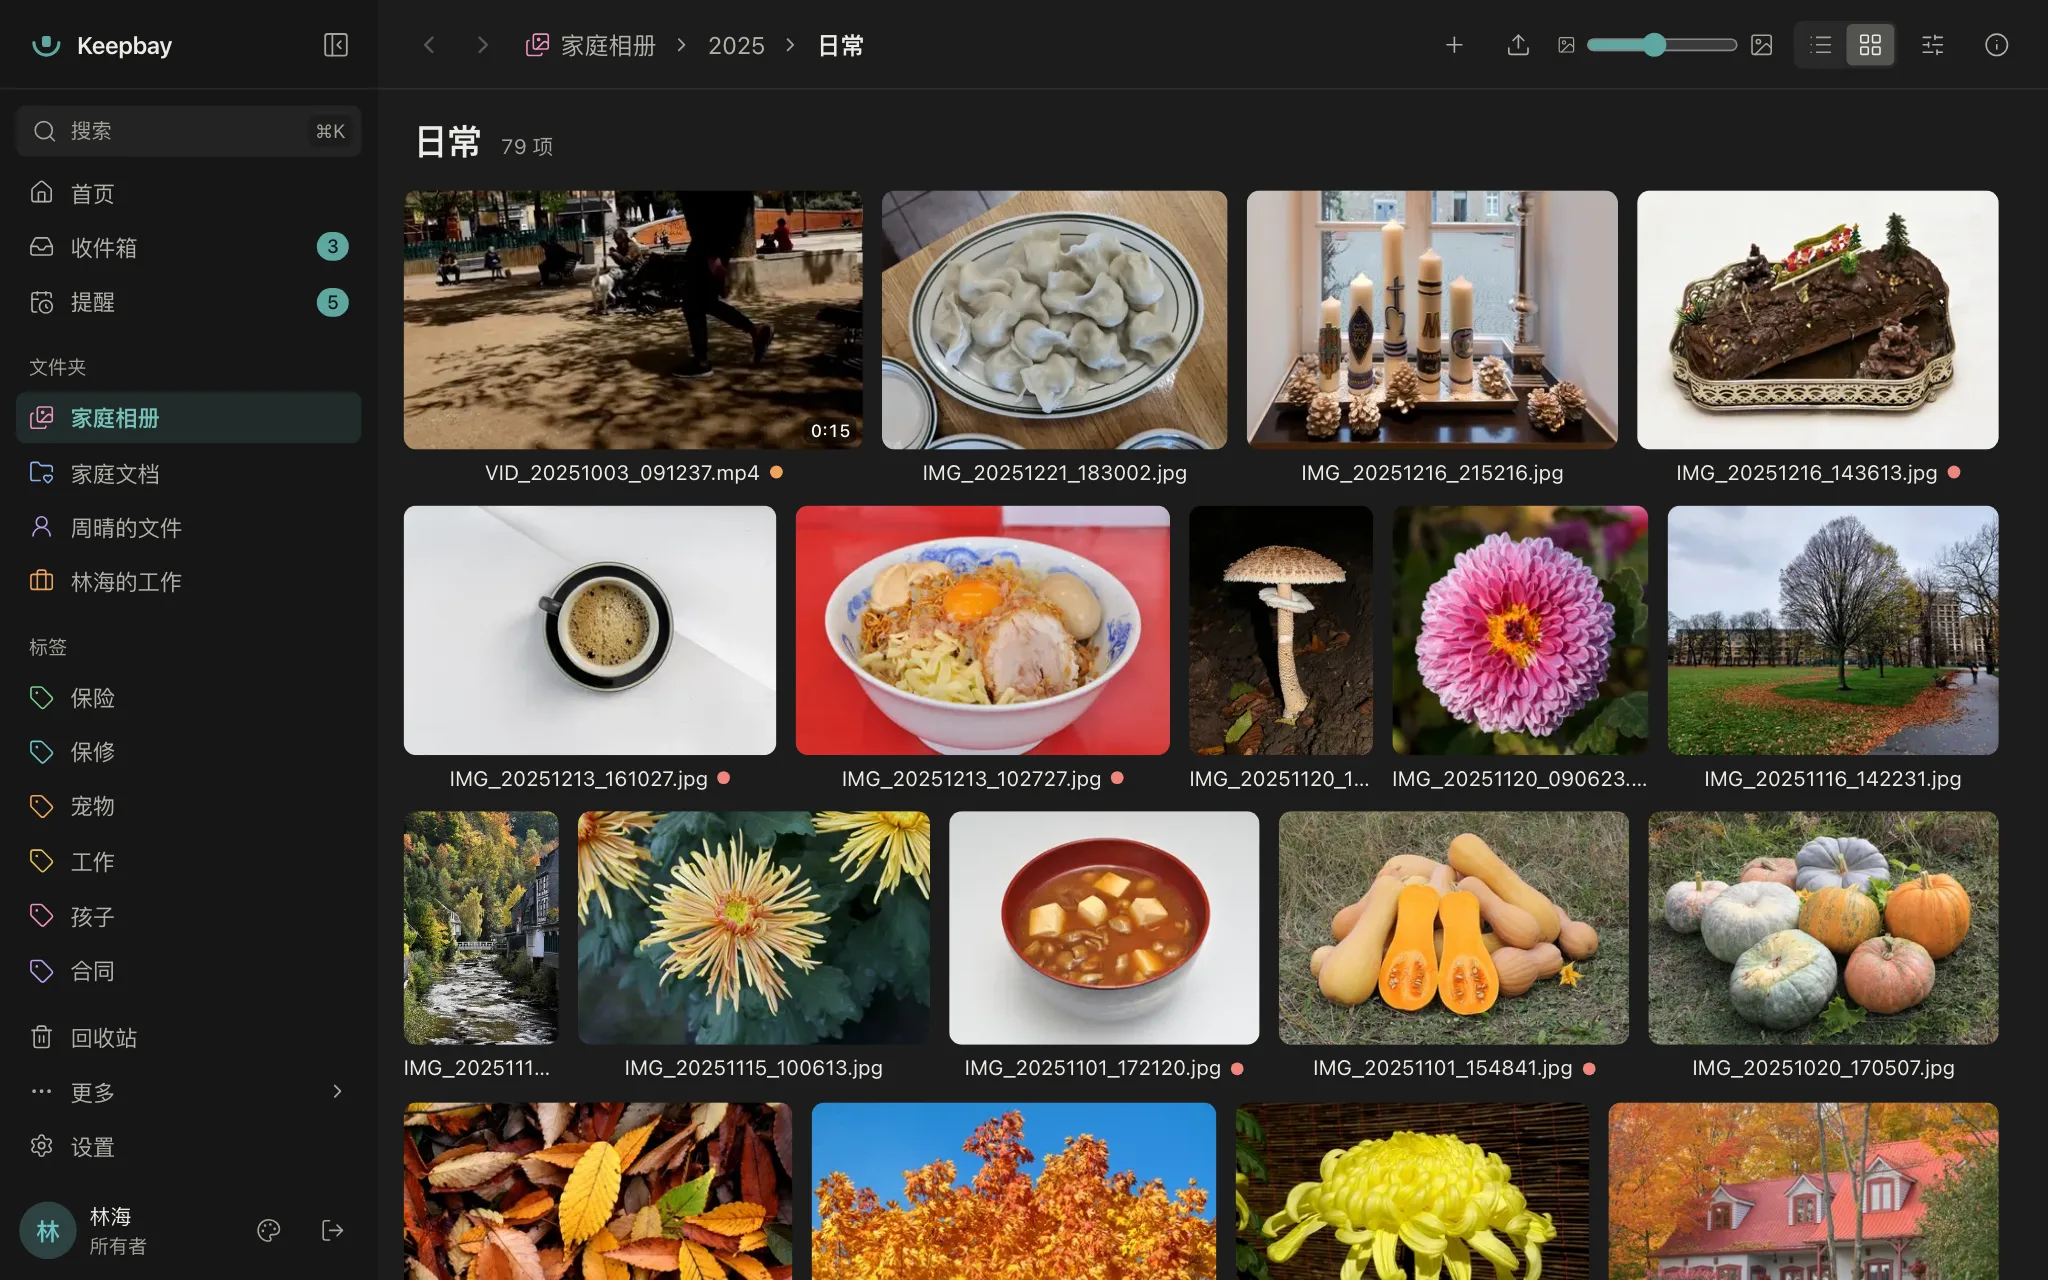 Keepbay
搜索
⌘K
首页
收件箱
3
提醒
5
文件夹
家庭相册
家庭文档
周晴的文件
林海的工作
标签
保险
保修
宠物
工作
孩子
合同
回收站
更多
设置
林
林海
所有者
家庭相册
2025
日常
日常 79 项
0:15
VID_20251003_091237.mp4
IMG_20251221_183002.jpg
IMG_20251216_215216.jpg
IMG_20251216_143613.jpg
IMG_20251213_161027.jpg
IMG_20251213_102727.jpg
IMG_20251120_1...
IMG_20251120_090623....
IMG_20251116_142231.jpg
IMG_2025111...
IMG_20251115_100613.jpg
IMG_20251101_172120.jpg
IMG_20251101_154841.jpg
IMG_20251020_170507.jpg